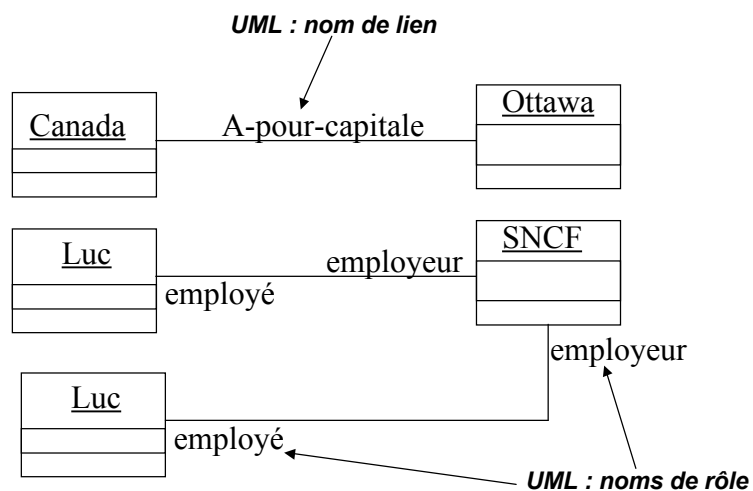 UML : nom de lien
Canada
A-pour-capitale
Ottawa
Luc
employé
employeur
SNCF
employeur
Luc
employé
UML : noms de rôle